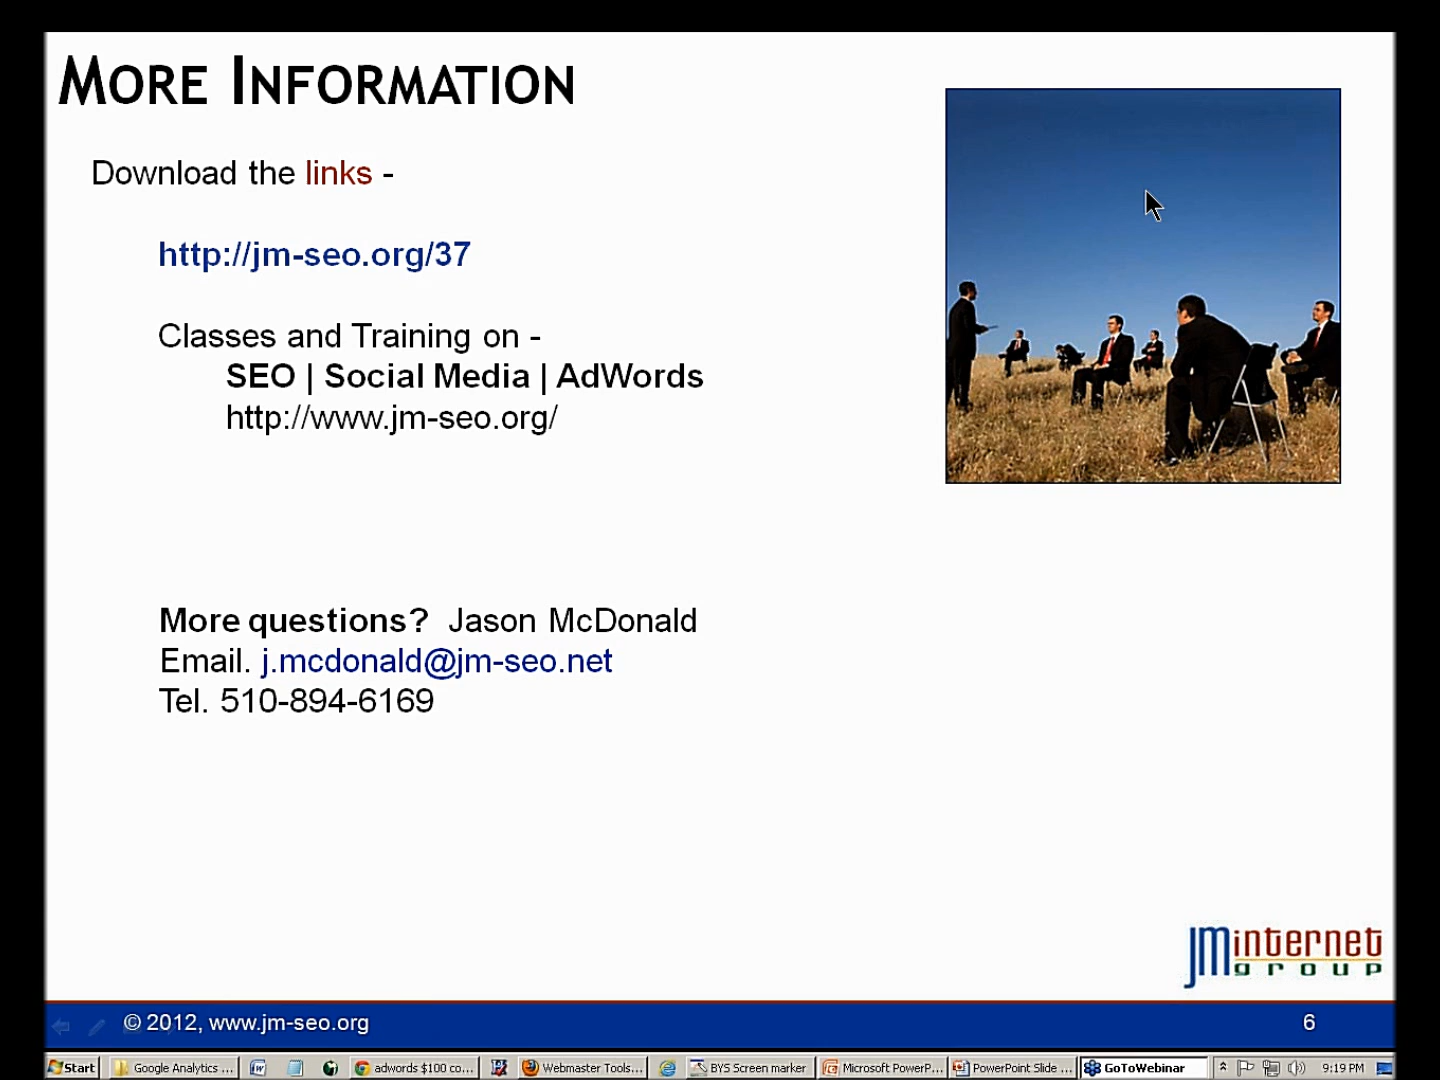 MORE INFORMATION
Download the links -
http://jm-seo.org/37
Classes and Training on -
SEO | Social Media | AdWords
http://www.jm-seo.org/
More questions? Jason McDonald
Email. j.mcdonald@jm-seo.net
Tel. 510-894-6169
JMinternet
group
© 2012, www.jm-seo.org
6
Start
Google Analytics ...
adwords $100 co...
Webmaster Tools...
BYS Screen marker
Microsoft PowerP...
PowerPoint Slide ...
GoToWebinar
9:19 PM